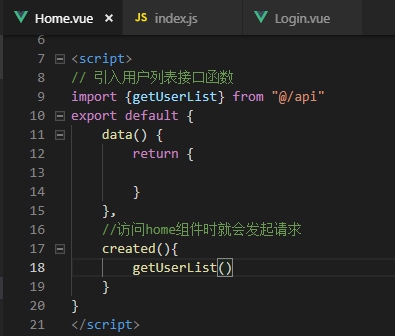 Home.vue × JS index.js Login.vue
6
7 <script>
8 // 引入用户列表接口函数
9 import {getUserList} from "@/api"
10 export default {
11 data() {
12 return {
13
14 }
15 },
16 //访问home组件时就会发起请求
17 created(){
18 getUserList()
19 }
20 }
21 </script>